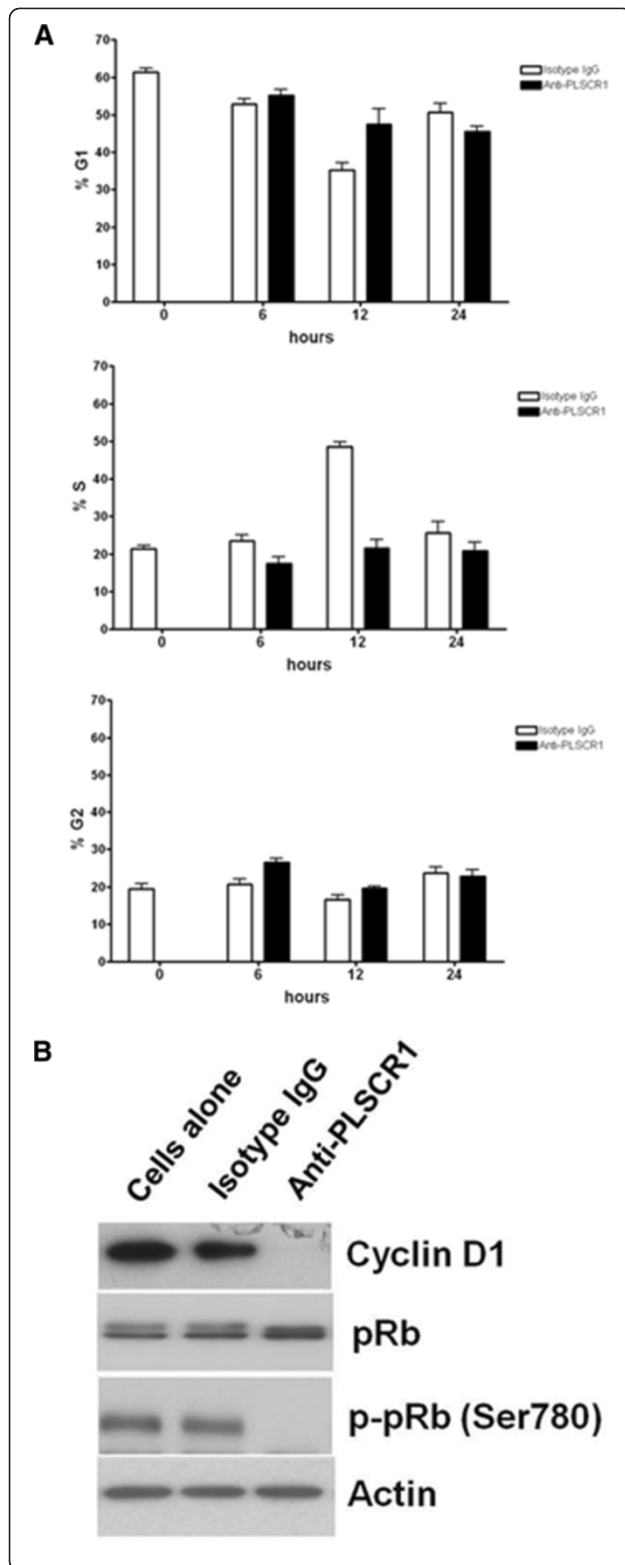 A
70
60
50
40
30
20
10
0
% G1
0 6 12 24
hours
Isotype IgG
Anti-PLSCR1
70
60
50
40
30
20
10
0
% S
0 6 12 24
hours
Isotype IgG
Anti-PLSCR1
70
60
50
40
30
20
10
0
% G2
0 6 12 24
hours
Isotype IgG
Anti-PLSCR1
B
Cells alone
Isotype IgG
Anti-PLSCR1
Cyclin D1
pRb
p-pRb (Ser780)
Actin